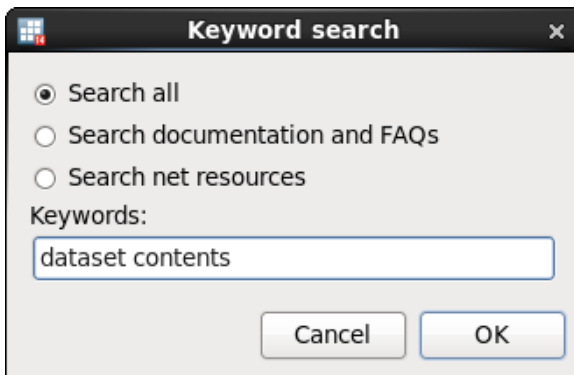 Keyword search
Search all
Search documentation and FAQs
Search net resources
Keywords:
dataset contents
Cancel OK